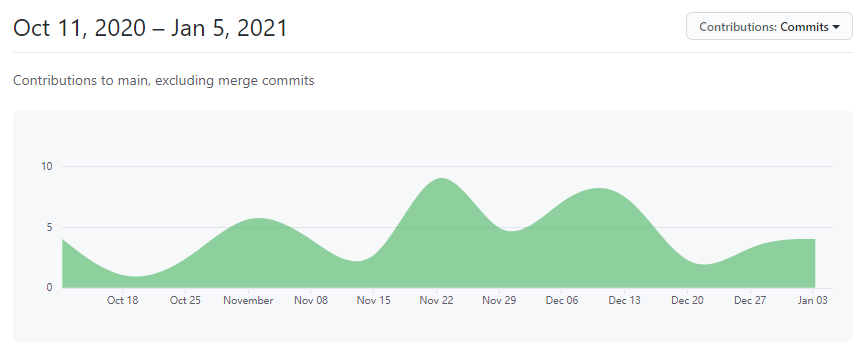 Oct 11, 2020 – Jan 5, 2021
Contributions: Commits
Contributions to main, excluding merge commits
10
5
0
Oct 18 Oct 25 November Nov 08 Nov 15 Nov 22 Nov 29 Dec 06 Dec 13 Dec 20 Dec 27 Jan 03